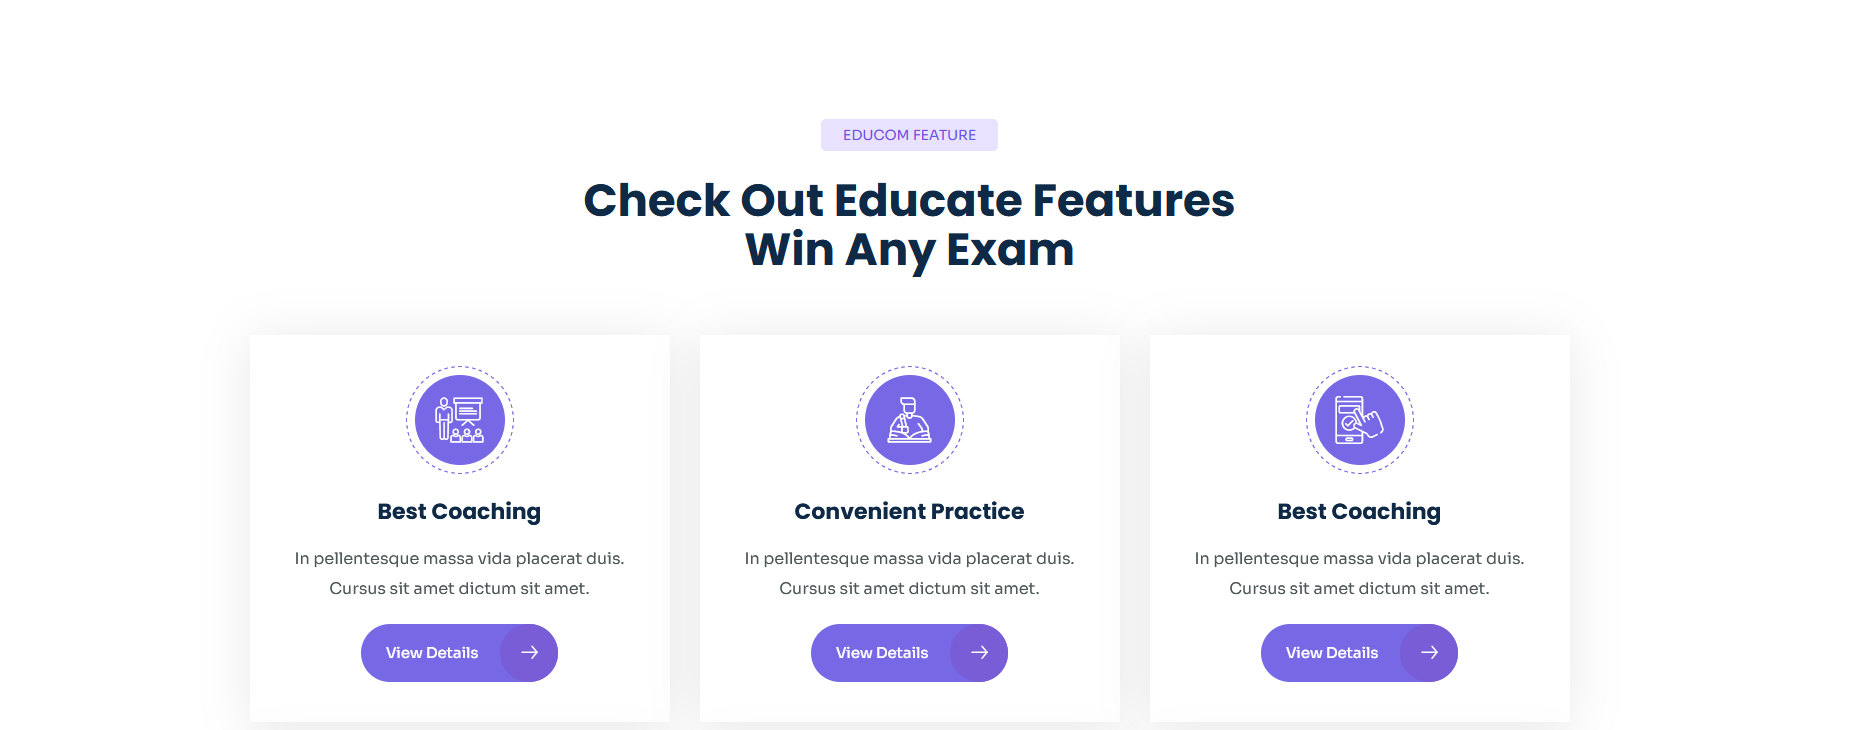 EDUCOM FEATURE
Check Out Educate Features
Win Any Exam
Best Coaching
In pellentesque massa vida placerat duis.
Cursus sit amet dictum sit amet.
View Details
Convenient Practice
In pellentesque massa vida placerat duis.
Cursus sit amet dictum sit amet.
View Details
Best Coaching
In pellentesque massa vida placerat duis.
Cursus sit amet dictum sit amet.
View Details